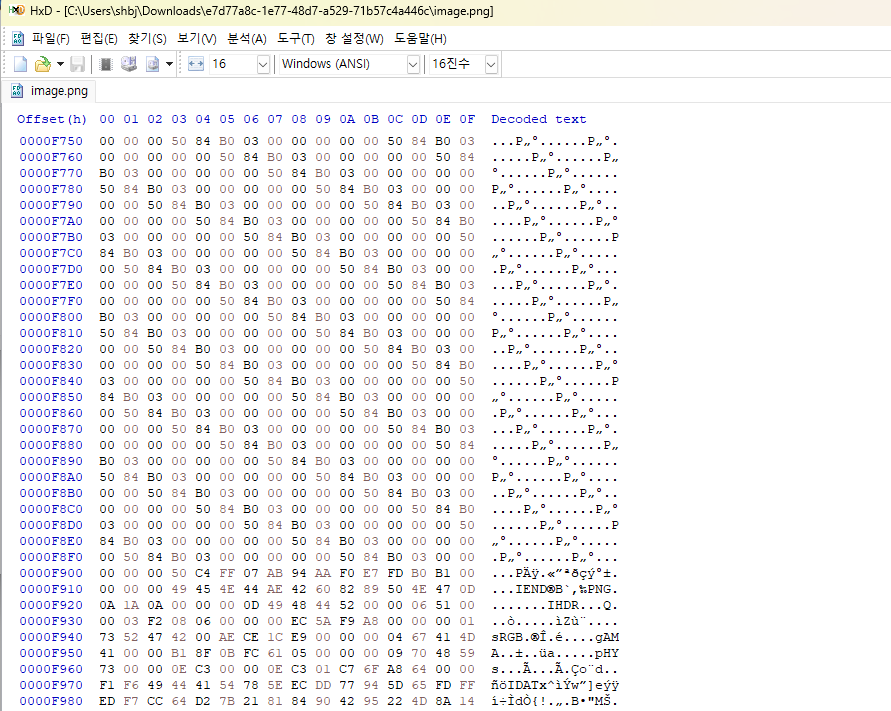 HxD - [C:\Users\shbj\Downloads\e7d77a8c-1e77-48d7-a529-71b57c4a446c\image.png]
파일(F) 편집(E) 찾기(S) 보기(V) 분석(A) 도구(T) 창 설정(W) 도움말(H)
16 Windows (ANSI) 16진수
image.png
Offset(h) 00 01 02 03 04 05 06 07 08 09 0A 0B 0C 0D 0E 0F Decoded text
0000F750 00 00 00 50 84 B0 03 00 00 00 00 00 50 84 B0 03 ...P„°......P„°.
0000F760 00 00 00 00 00 50 84 B0 03 00 00 00 00 00 50 84 .....P„°......P„
0000F770 B0 03 00 00 00 00 00 50 84 B0 03 00 00 00 00 00 °......P„°......
0000F780 50 84 B0 03 00 00 00 00 00 50 84 B0 03 00 00 00 P„°......P„°....
0000F790 00 00 50 84 B0 03 00 00 00 00 00 50 84 B0 03 00 ..P„°......P„°..
0000F7A0 00 00 00 00 50 84 B0 03 00 00 00 00 00 50 84 B0 ....P„°......P„°
0000F7B0 03 00 00 00 00 00 50 84 B0 03 00 00 00 00 00 50 ......P„°......P
0000F7C0 84 B0 03 00 00 00 00 00 50 84 B0 03 00 00 00 00 „°......P„°.....
0000F7D0 00 50 84 B0 03 00 00 00 00 00 50 84 B0 03 00 00 .P„°......P„°...
0000F7E0 00 00 00 50 84 B0 03 00 00 00 00 00 50 84 B0 03 ...P„°......P„°.
0000F7F0 00 00 00 00 00 50 84 B0 03 00 00 00 00 00 50 84 .....P„°......P„
0000F800 B0 03 00 00 00 00 00 50 84 B0 03 00 00 00 00 00 °......P„°......
0000F810 50 84 B0 03 00 00 00 00 00 50 84 B0 03 00 00 00 P„°......P„°....
0000F820 00 00 50 84 B0 03 00 00 00 00 00 50 84 B0 03 00 ..P„°......P„°..
0000F830 00 00 00 00 50 84 B0 03 00 00 00 00 00 50 84 B0 ....P„°......P„°
0000F840 03 00 00 00 00 00 50 84 B0 03 00 00 00 00 00 50 ......P„°......P
0000F850 84 B0 03 00 00 00 00 00 50 84 B0 03 00 00 00 00 „°......P„°.....
0000F860 00 50 84 B0 03 00 00 00 00 00 50 84 B0 03 00 00 .P„°......P„°...
0000F870 00 00 00 50 84 B0 03 00 00 00 00 00 50 84 B0 03 ...P„°......P„°.
0000F880 00 00 00 00 00 50 84 B0 03 00 00 00 00 00 50 84 .....P„°......P„
0000F890 B0 03 00 00 00 00 00 50 84 B0 03 00 00 00 00 00 °......P„°......
0000F8A0 50 84 B0 03 00 00 00 00 00 50 84 B0 03 00 00 00 P„°......P„°....
0000F8B0 00 00 50 84 B0 03 00 00 00 00 00 50 84 B0 03 00 ..P„°......P„°..
0000F8C0 00 00 00 00 50 84 B0 03 00 00 00 00 00 50 84 B0 ....P„°......P„°
0000F8D0 03 00 00 00 00 00 50 84 B0 03 00 00 00 00 00 50 ......P„°......P
0000F8E0 84 B0 03 00 00 00 00 00 50 84 B0 03 00 00 00 00 „°......P„°.....
0000F8F0 00 50 84 B0 03 00 00 00 00 00 50 84 B0 03 00 00 .P„°......P„°...
0000F900 00 00 00 50 C4 FF 07 AB 94 AA F0 E7 FD B0 B1 00 ...PÄÿ.«”ªðçý°±.
0000F910 00 00 00 49 45 4E 44 AE 42 60 82 89 50 4E 47 0D ...IEND®B`‚‰PNG.
0000F920 0A 1A 0A 00 00 00 0D 49 48 44 52 00 00 06 51 00 .......IHDR...Q.
0000F930 00 03 F2 08 06 00 00 00 EC 5A F9 A8 00 00 00 01 ..ò.....ìZù¨....
0000F940 73 52 47 42 00 AE CE 1C E9 00 00 00 04 67 41 4D sRGB.®Î.é....gAM
0000F950 41 00 00 B1 8F 0B FC 61 05 00 00 00 09 70 48 59 A..±..üa.....pHY
0000F960 73 00 00 0E C3 00 00 0E C3 01 C7 6F A8 64 00 00 s...Ã...Ã.Ço¨d..
0000F970 F1 F6 49 44 41 54 78 5E EC DD 77 94 5D 65 FD FF ñöIDATx^ìÝw”]eýÿ
0000F980 ED F7 CC 64 D2 7B 21 81 84 90 42 95 22 4D 8A 14 í÷ÌdÒ{!.„.B•"MŠ.